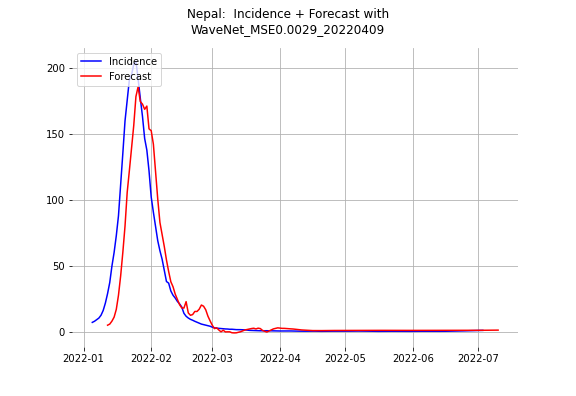 Nepal:  Incidence + Forecast with
WaveNet_MSE0.0029_20220409
Incidence
Forecast
200
150
100
50
0
2022-01 2022-02 2022-03 2022-04 2022-05 2022-06 2022-07